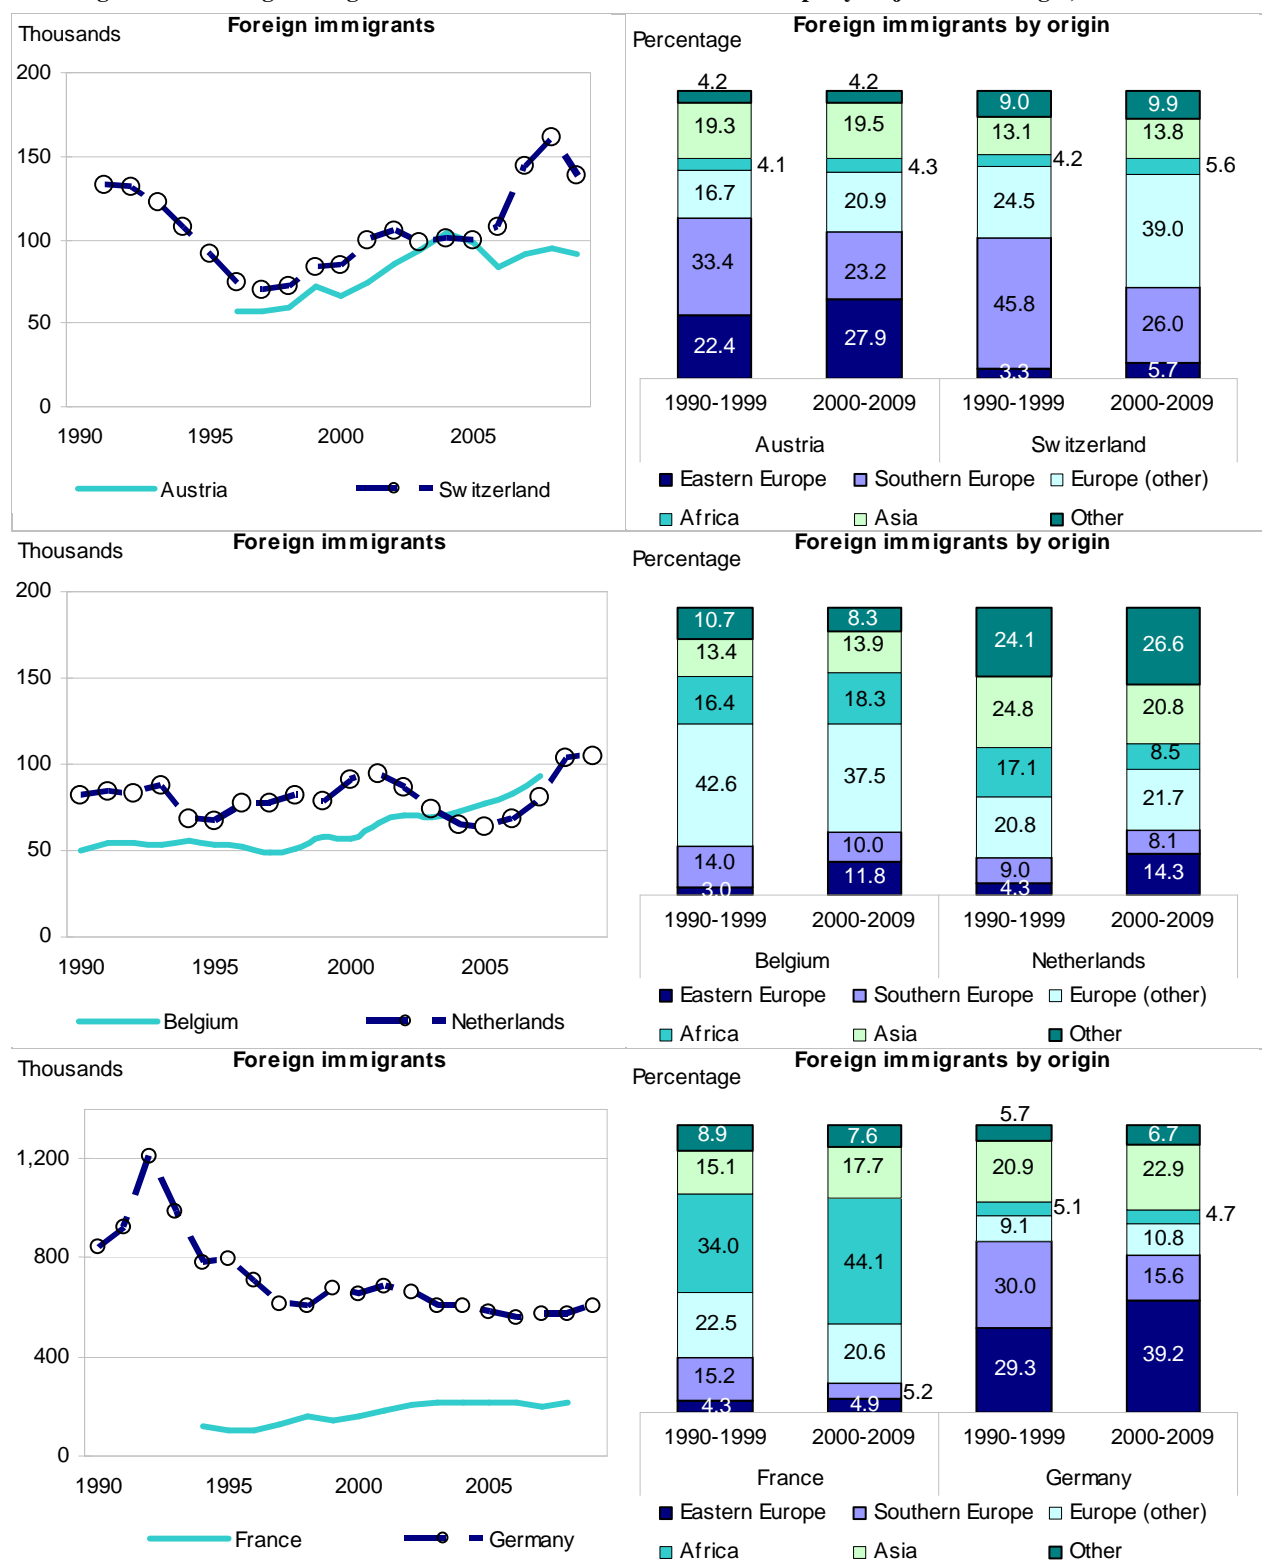 Foreign immigrants
Thousands
200
150
100
50
0
1990 1995 2000 2005
Austria Switzerland
Foreign immigrants by origin
Percentage
4.2 4.2 9.0 9.9
19.3 19.5 13.1 13.8
4.1 4.3 4.2 5.6
16.7 20.9 24.5 39.0
33.4 23.2 45.8 26.0
22.4 27.9 3.3 5.7
1990-1999 2000-2009 1990-1999 2000-2009
Austria Switzerland
Eastern Europe Southern Europe Europe (other)
Africa Asia Other
Foreign immigrants
Thousands
200
150
100
50
0
1990 1995 2000 2005
Belgium Netherlands
Foreign immigrants by origin
Percentage
10.7 8.3 24.1 26.6
13.4 13.9 24.8 20.8
16.4 18.3 17.1 8.5
42.6 37.5 20.8 21.7
14.0 10.0 9.0 8.1
3.0 11.8 4.3 14.3
1990-1999 2000-2009 1990-1999 2000-2009
Belgium Netherlands
Eastern Europe Southern Europe Europe (other)
Africa Asia Other
Foreign immigrants
Thousands
1,200
800
400
0
1990 1995 2000 2005
France Germany
Foreign immigrants by origin
Percentage
8.9 7.6 5.7 6.7
15.1 17.7 20.9 22.9
34.0 44.1 5.1 4.7
22.5 20.6 9.1 10.8
15.2 5.2 30.0 15.6
4.3 4.9 29.3 39.2
1990-1999 2000-2009 1990-1999 2000-2009
France Germany
Eastern Europe Southern Europe Europe (other)
Africa Asia Other